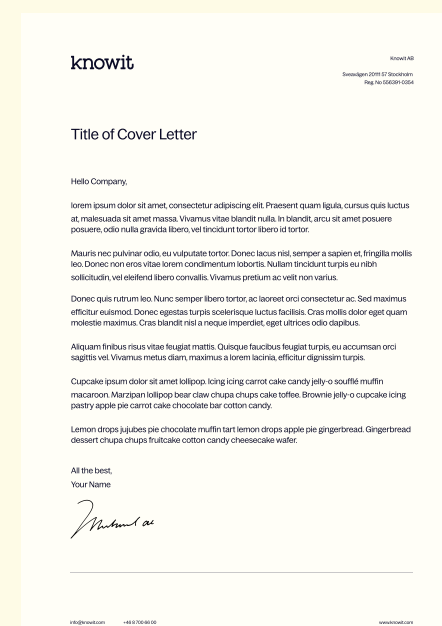 knowit
Knowit AB
Sveavägen 20111 57 Stockholm
Reg. No 556391-0354
Title of Cover Letter
Hello Company,
lorem ipsum dolor sit amet, consectetur adipiscing elit. Praesent quam ligula, cursus quis luctus
at, malesuada sit amet massa. Vivamus vitae blandit nulla. In blandit, arcu sit amet posuere
posuere, odio nulla gravida libero, vel tincidunt tortor libero id tortor.
Mauris nec pulvinar odio, eu vulputate tortor. Donec lacus nisl, semper a sapien et, fringilla mollis
leo. Donec non eros vitae lorem condimentum lobortis. Nullam tincidunt turpis eu nibh
sollicitudin, vel eleifend libero convallis. Vivamus pretium ac velit non varius.
Donec quis rutrum leo. Nunc semper libero tortor, ac laoreet orci consectetur ac. Sed maximus
efficitur euismod. Donec egestas turpis scelerisque luctus facilisis. Cras mollis dolor eget quam
molestie maximus. Cras blandit nisl a neque imperdiet, eget ultrices odio dapibus.
Aliquam finibus risus vitae feugiat mattis. Quisque faucibus feugiat turpis, eu accumsan orci
sagittis vel. Vivamus metus diam, maximus a lorem lacinia, efficitur dignissim turpis.
Cupcake ipsum dolor sit amet lollipop. Icing icing carrot cake candy jelly-o soufflé muffin
macaroon. Marzipan lollipop bear claw chupa chups cake toffee. Brownie jelly-o cupcake icing
pastry apple pie carrot cake chocolate bar cotton candy.
Lemon drops jujubes pie chocolate muffin tart lemon drops apple pie gingerbread. Gingerbread
dessert chupa chups fruitcake cotton candy cheesecake wafer.
All the best,
Your Name
info@knowit.com +46 8 700 66 00 www.knowit.com